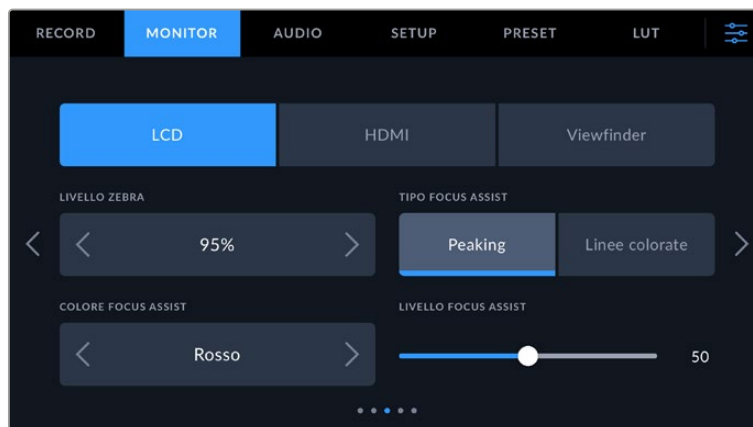 RECORD MONITOR AUDIO SETUP PRESET LUT
LCD HDMI Viewfinder
LIVELLO ZEBRA TIPO FOCUS ASSIST
95% Peaking Linee colorate
COLORE FOCUS ASSIST LIVELLO FOCUS ASSIST
Rosso 50